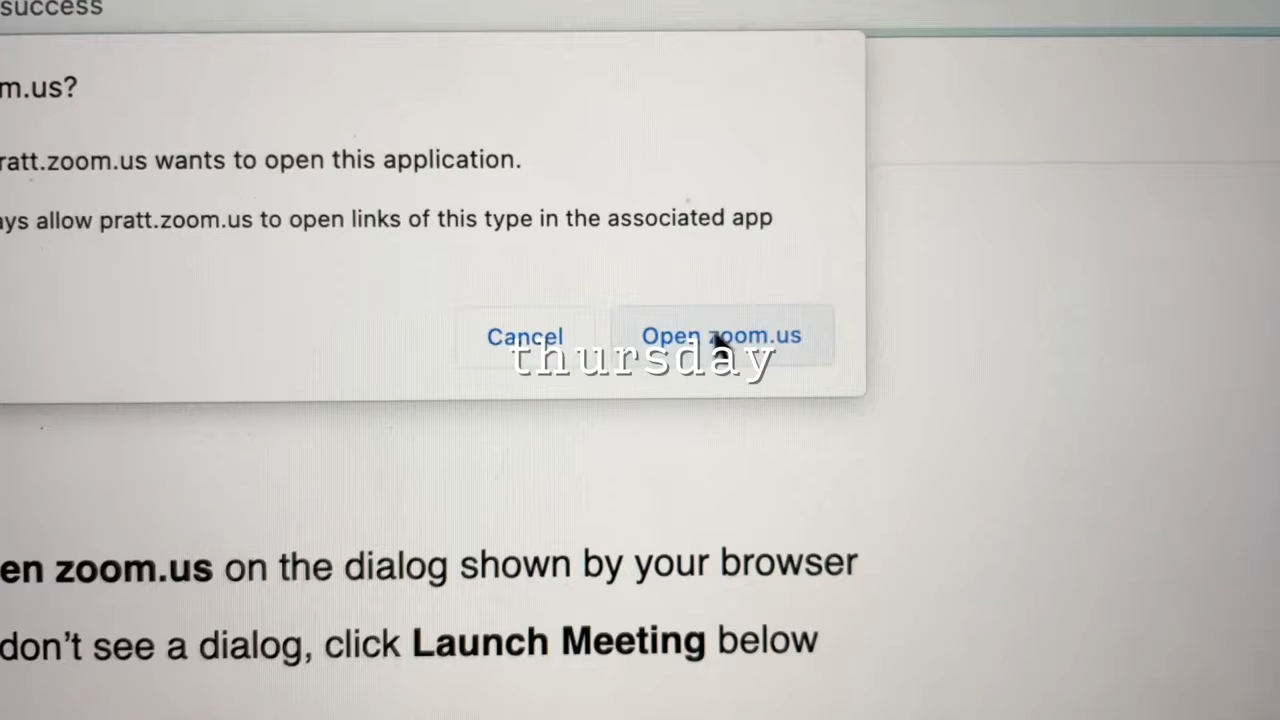 success
m.us?
ratt.zoom.us wants to open this application.
ays allow pratt.zoom.us to open links of this type in the associated app
Cancel
Open zoom.us
thursday
en zoom.us on the dialog shown by your browser
don't see a dialog, click Launch Meeting below